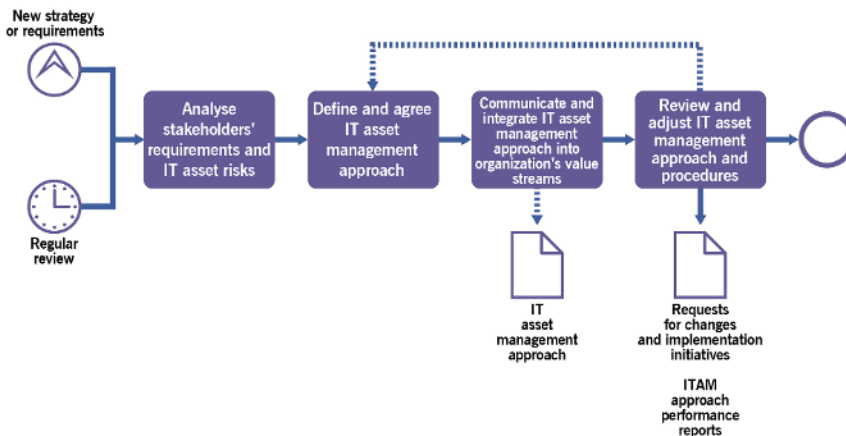 New strategy
or requirements
Analyse
stakeholders'
requirements and
IT asset risks
Define and agree
IT asset
management
approach
Communicate and
integrate IT asset
management
approach into
organization's value
streams
Review and
adjust IT asset
management
approach and
procedures
Regular
review
IT
asset
management
approach
Requests
for changes
and implementation
initiatives
ITAM
approach
performance
reports